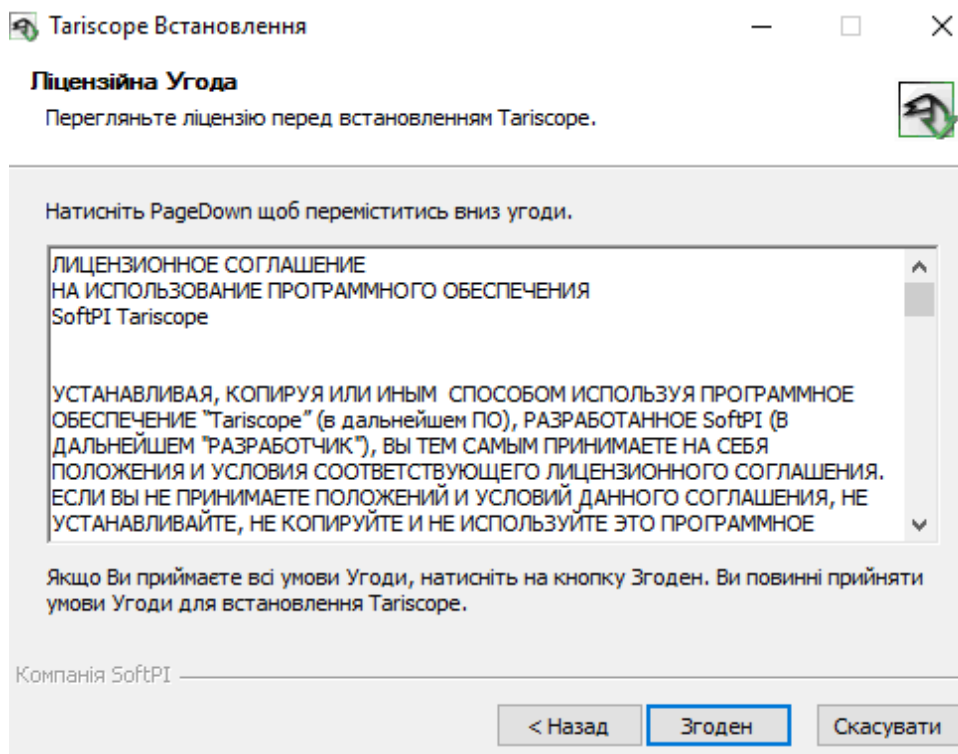 Tariscope Встановлення
Ліцензійна Угода
Перегляньте ліцензію перед встановленням Tariscope.
Натисніть PageDown щоб переміститись вниз угоди.
ЛИЦЕНЗИОННОЕ СОГЛАШЕНИЕ
НА ИСПОЛЬЗОВАНИЕ ПРОГРАММНОГО ОБЕСПЕЧЕНИЯ
SoftPI Tariscope
УСТАНАВЛИВАЯ, КОПИРУЯ ИЛИ ИНЫМ  СПОСОБОМ ИСПОЛЬЗУЯ ПРОГРАММНОЕ
ОБЕСПЕЧЕНИЕ “Tariscope” (в дальнейшем ПО), РАЗРАБОТАННОЕ SoftPI (В
ДАЛЬНЕЙШЕМ "РАЗРАБОТЧИК"), ВЫ ТЕМ САМЫМ ПРИНИМАЕТЕ НА СЕБЯ
ПОЛОЖЕНИЯ И УСЛОВИЯ СООТВЕТСТВУЮЩЕГО ЛИЦЕНЗИОННОГО СОГЛАШЕНИЯ.
ЕСЛИ ВЫ НЕ ПРИНИМАЕТЕ ПОЛОЖЕНИЙ И УСЛОВИЙ ДАННОГО СОГЛАШЕНИЯ, НЕ
УСТАНАВЛИВАЙТЕ, НЕ КОПИРУЙТЕ И НЕ ИСПОЛЬЗУЙТЕ ЭТО ПРОГРАММНОЕ
Якщо Ви приймаєте всі умови Угоди, натисніть на кнопку Згоден. Ви повинні прийняти
умови Угоди для встановлення Tariscope.
Компанія SoftPI
< Назад
Згоден
Скасувати